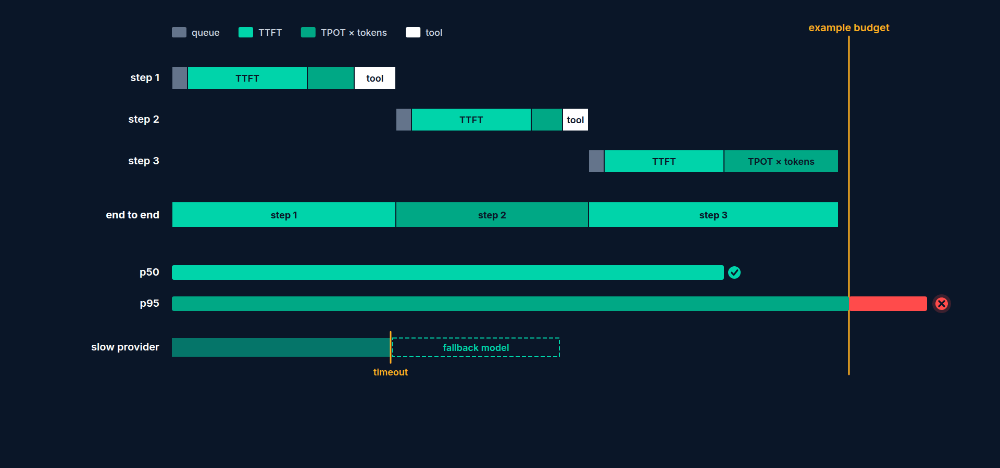 queue TTFT TPOT × tokens tool
example budget
step 1 TTFT tool
step 2 TTFT tool
step 3 TTFT TPOT × tokens
end to end step 1 step 2 step 3
p50
p95
slow provider fallback model
timeout